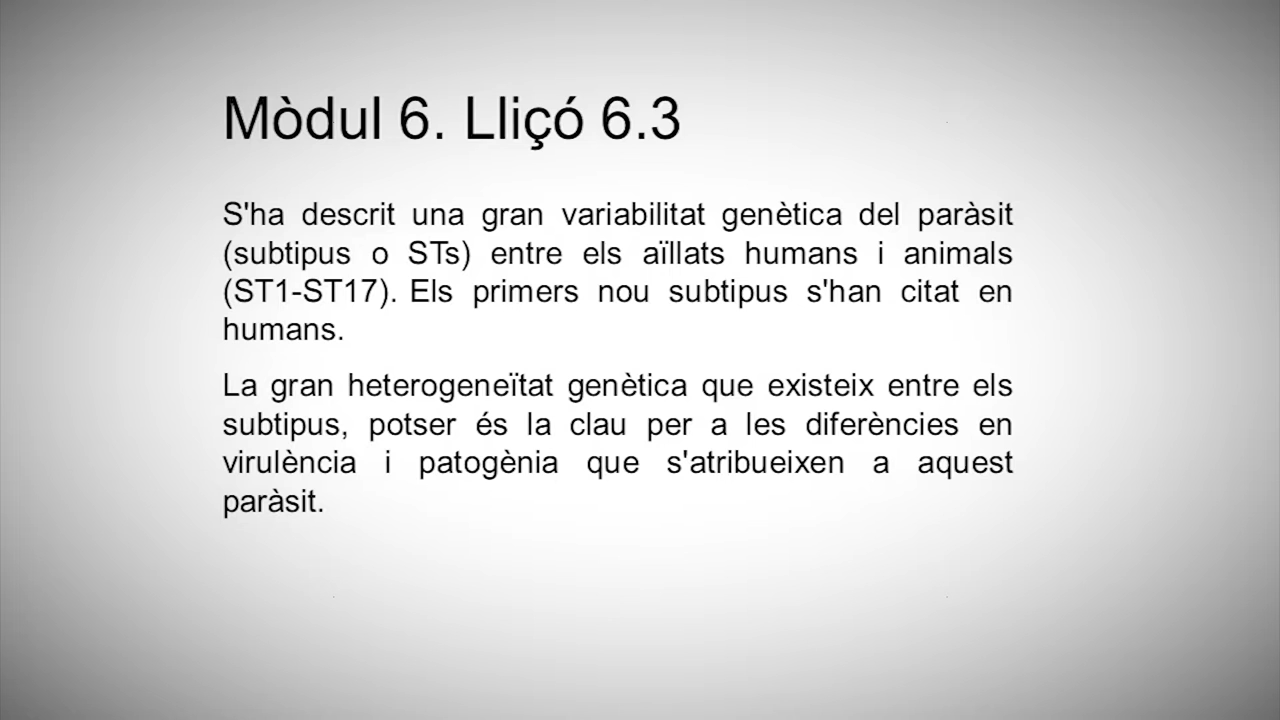 Mòdul 6. Lliçó 6.3
S'ha descrit una gran variabilitat genètica del paràsit
(subtipus o STs) entre els aïllats humans i animals
(ST1-ST17). Els primers nou subtipus s'han citat en
humans.
La gran heterogeneïtat genètica que existeix entre els
subtipus, potser és la clau per a les diferències en
virulència i patogènia que s'atribueixen a aquest
paràsit.